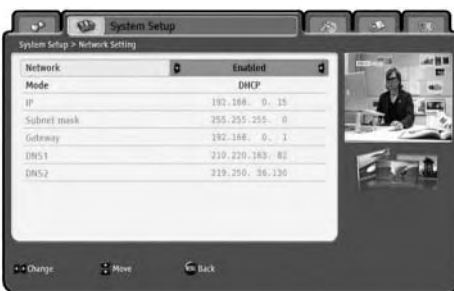 System Setup
System Setup > Network Setting
Network Enabled
Mode DHCP
IP 192.168. 0. 15
Subnet mask 255.255.255. 0
Gateway 192.168. 0. 1
DNS1 210.220.163. 82
DNS2 219.250. 36.130
Change Move Back